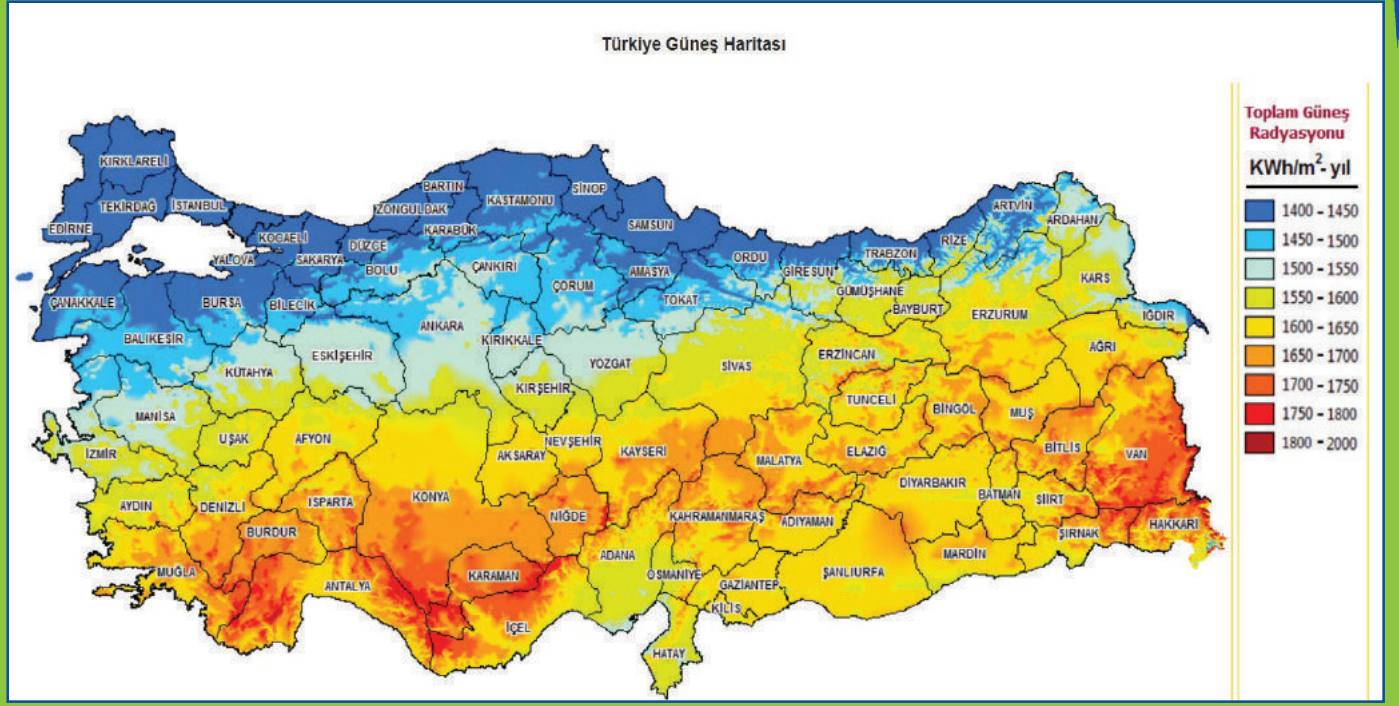 Türkiye Güneş Haritası
Toplam Güneş
Radyasyonu
KWh/m²- yıl
1400 - 1450
1450 - 1500
1500 - 1550
1550 - 1600
1600 - 1650
1650 - 1700
1700 - 1750
1750 - 1800
1800 - 2000
KIRKLARELİ
TEKİRDAĞ
İSTANBUL
EDİRNE
KOCAELİ
YALOVA
SAKARYA
DÜZCE
BOLU
ZONGULDAK
BARTIN
KARABÜK
KASTAMONU
SİNOP
SAMSUN
ÇANKIRI
ÇORUM
AMASYA
TOKAT
ORDU
GİRESUN
TRABZON
RİZE
ARTVİN
ARDAHAN
GÜMÜŞHANE
BAYBURT
ERZURUM
KARS
IĞDIR
ÇANAKKALE
BURSA
BİLECİK
BALIKEŞİR
KÜTAHYA
ESKİŞEHİR
ANKARA
KIRIKKALE
YOZGAT
KIRŞEHİR
SİVAS
ERZİNCAN
TUNCELİ
BİNGÖL
MUŞ
AĞRI
MANİSA
UŞAK
AFYON
İZMİR
AYDIN
DENİZLİ
ISPARTA
BURDUR
KONYA
AKSARAY
NEVŞEHİR
KAYSERİ
NİĞDE
MALATYA
ELAZIĞ
DİYARBAKIR
BATMAN
BİTLİS
VAN
SİİRT
ŞIRNAK
HAKKARİ
MARDİN
ADIYAMAN
KAHRAMANMARAŞ
MUĞLA
ANTALYA
KARAMAN
İÇEL
ADANA
OSMANİYE
GAZİANTEP
KİLİS
ŞANLIURFA
HATAY